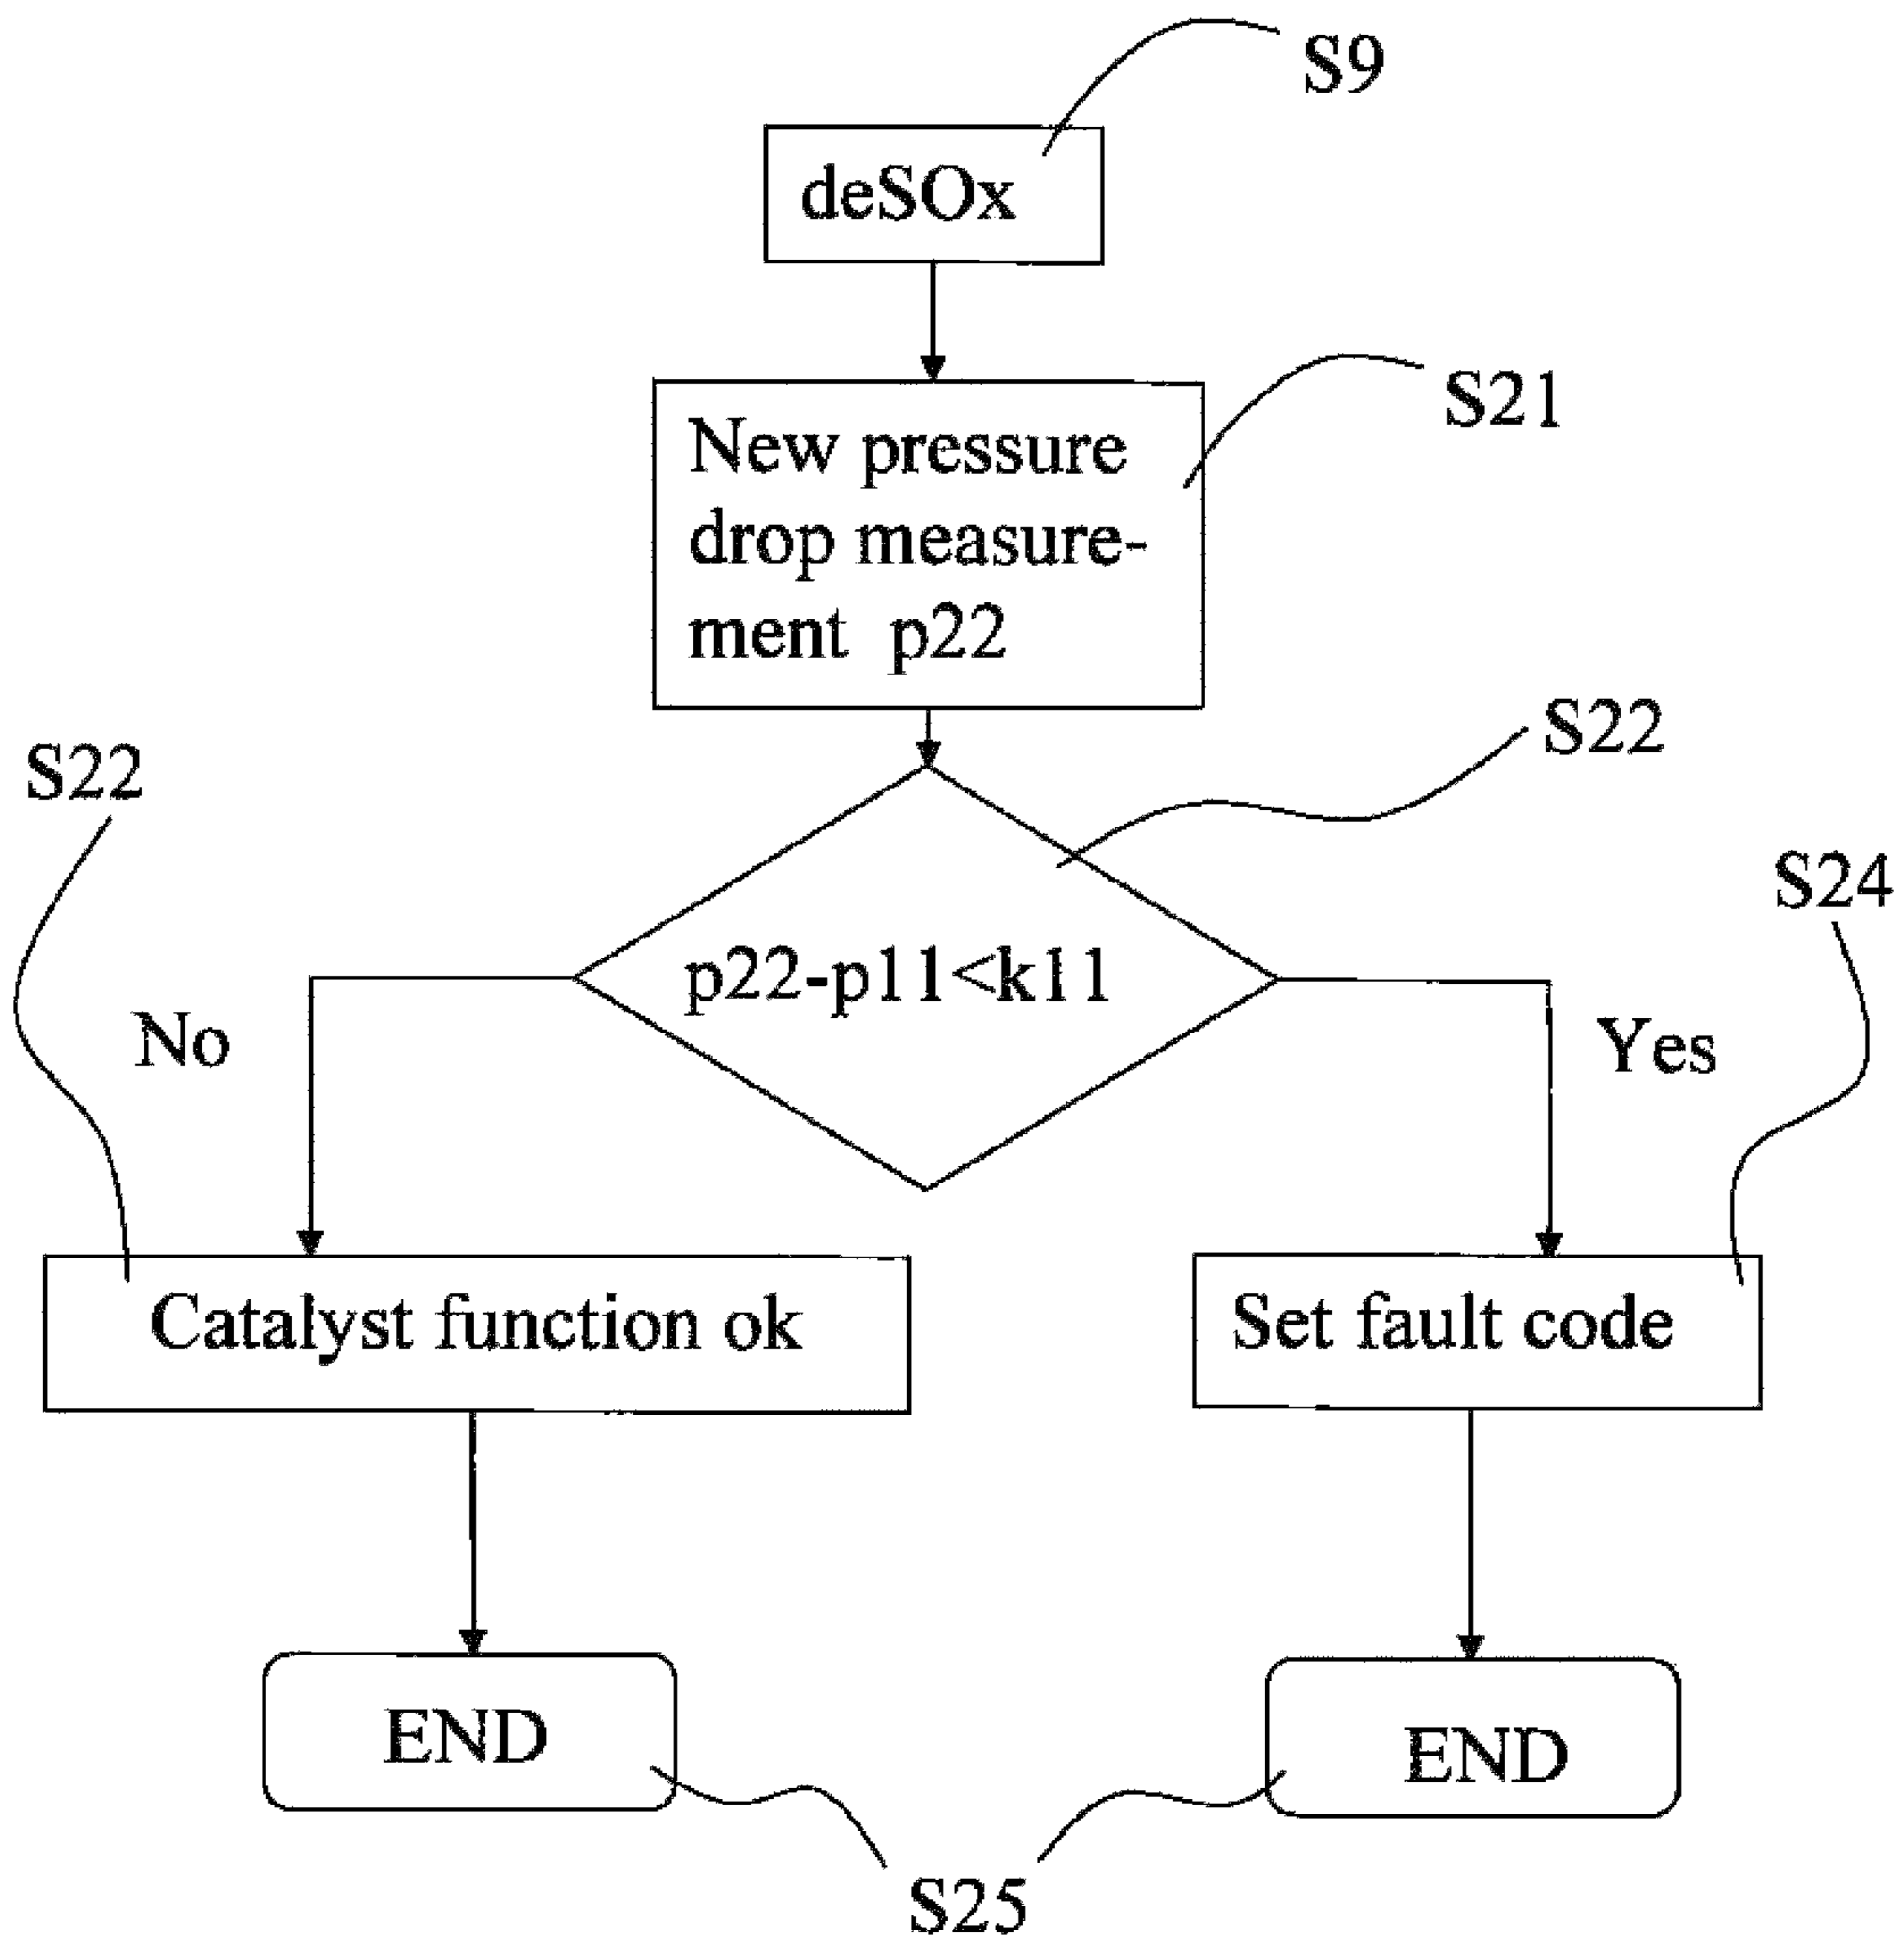 S9
deSOx
S21
New pressure
drop measure-
ment p22
S22
S22
S24
p22-p11<k11
No
Yes
Catalyst function ok
Set fault code
END
END
S25